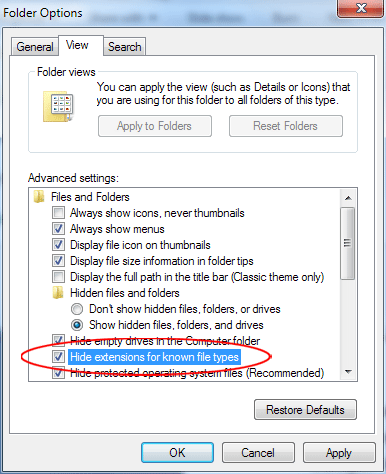 Folder Options
General View Search
Folder views
You can apply the view (such as Details or Icons) that
you are using for this folder to all folders of this type.
Apply to Folders Reset Folders
Advanced settings:
Files and Folders
Always show icons, never thumbnails
Always show menus
Display file icon on thumbnails
Display file size information in folder tips
Display the full path in the title bar (Classic theme only)
Hidden files and folders
Don't show hidden files, folders, or drives
Show hidden files, folders, and drives
Hide empty drives in the Computer folder
Hide extensions for known file types
Hide protected operating system files (Recommended)
Restore Defaults
OK Cancel Apply